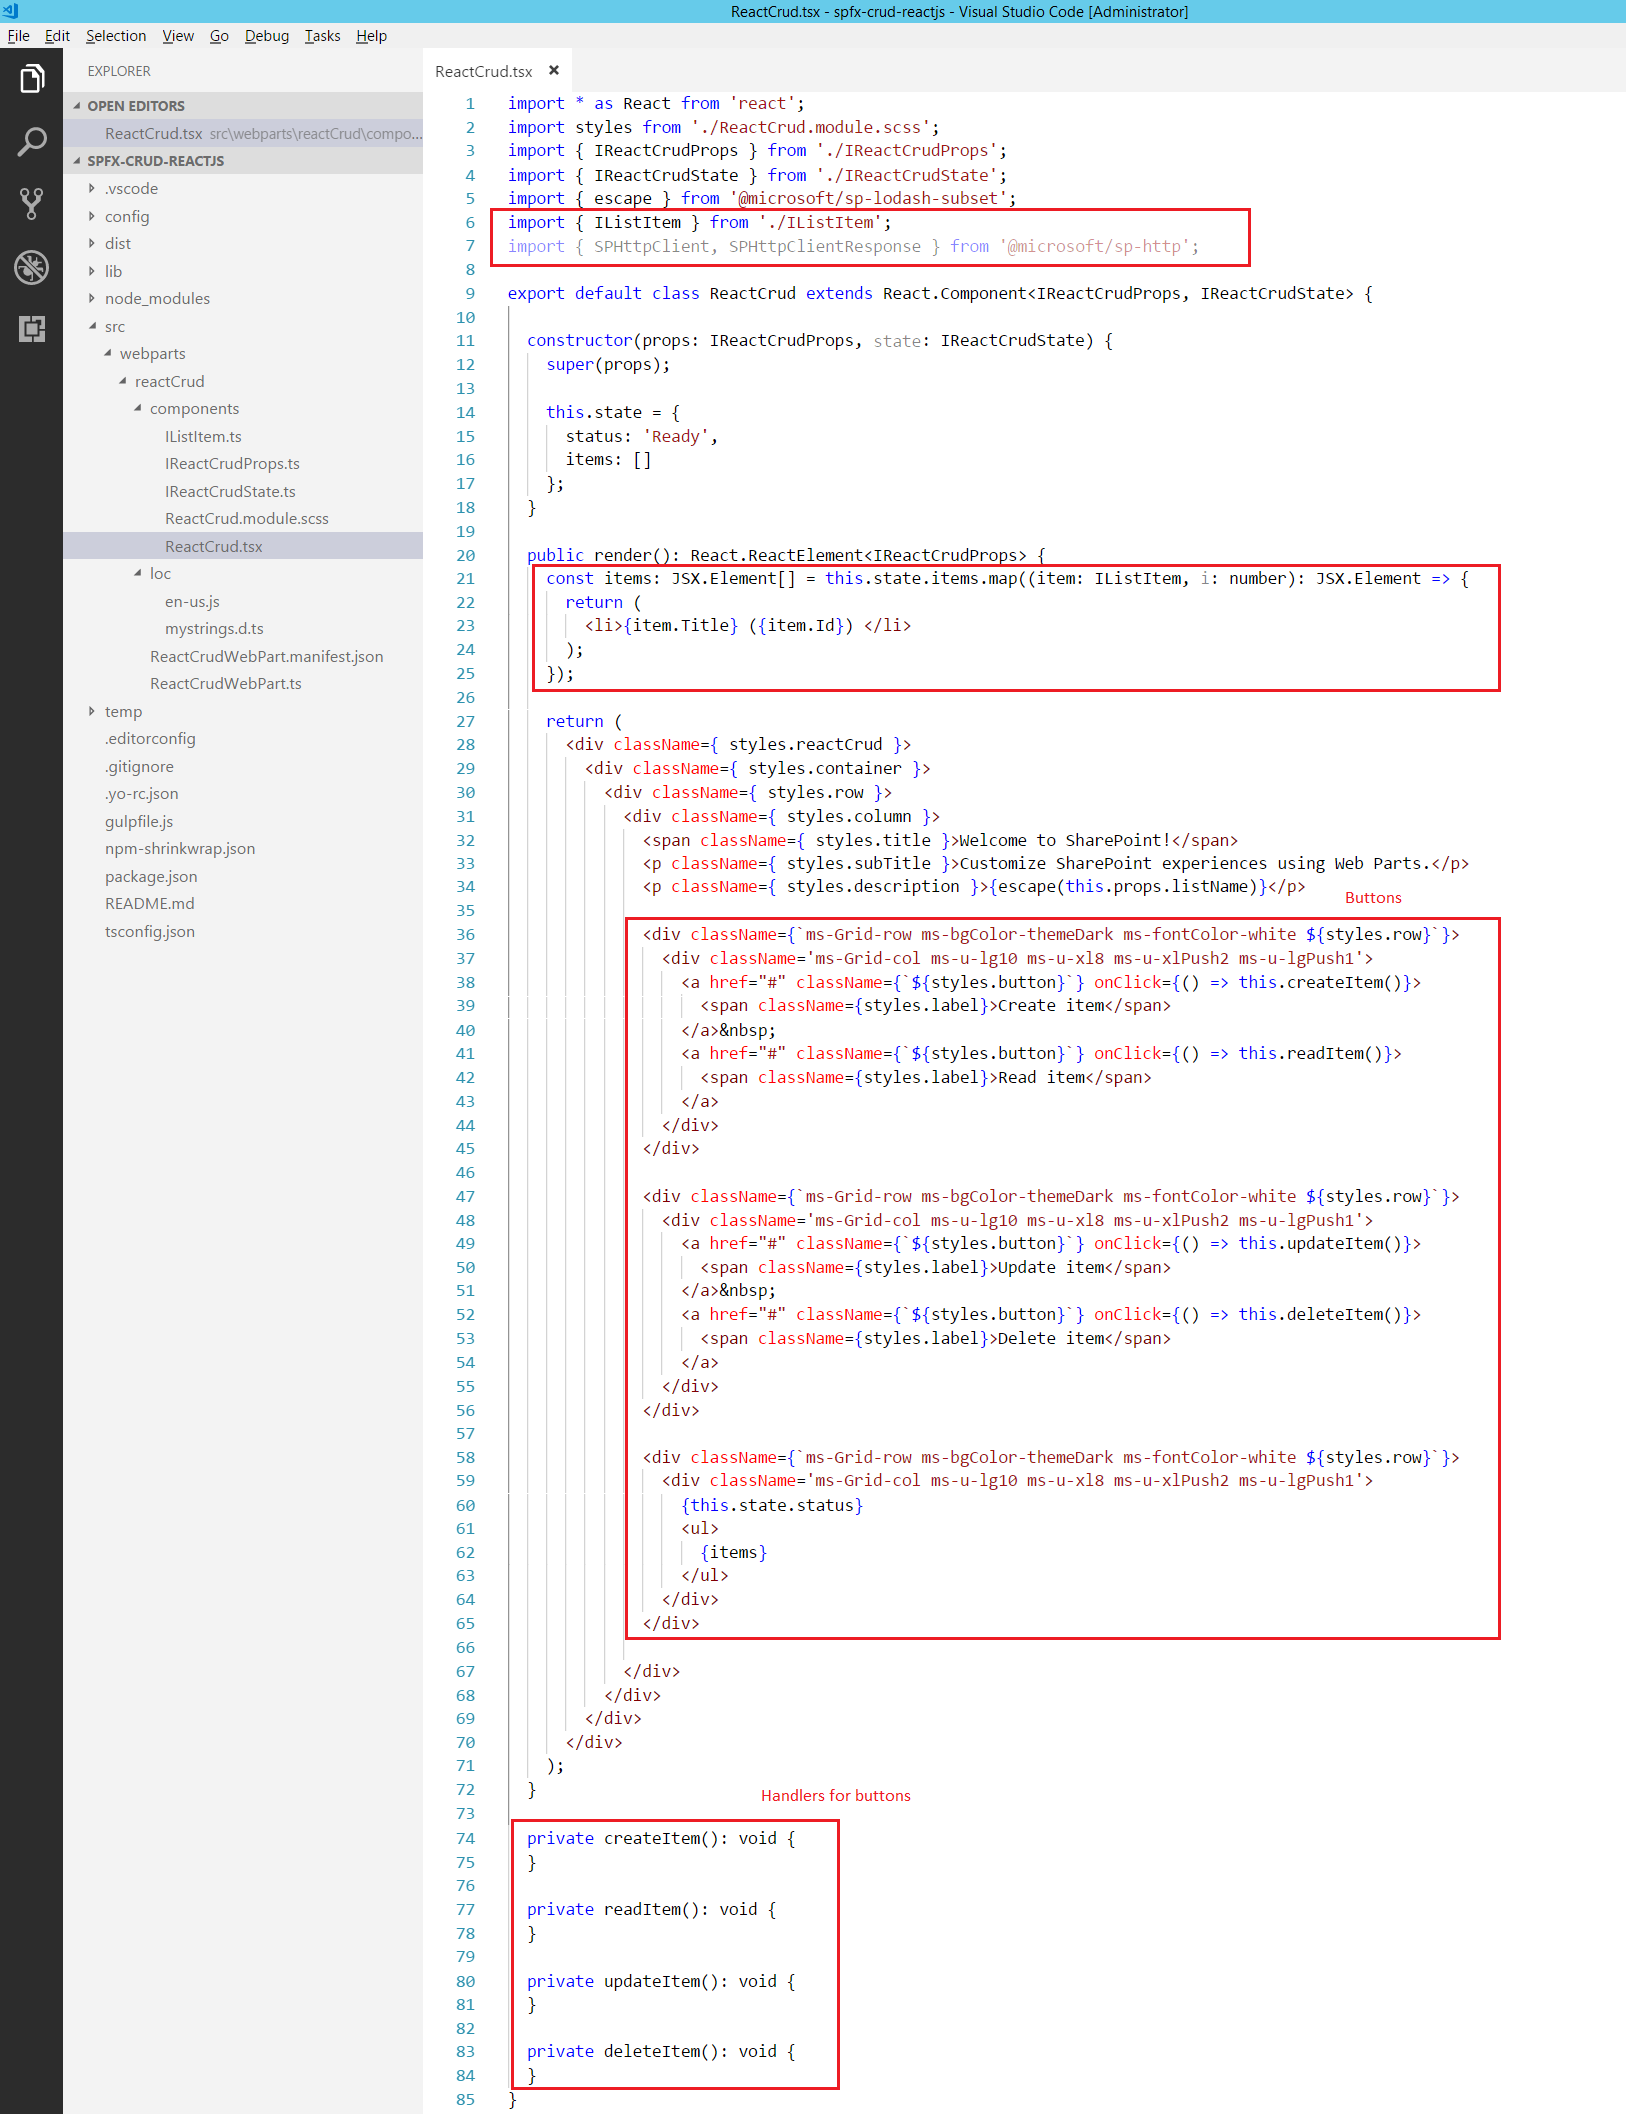 ReactCrud.tsx - spfx-crud-reactjs - Visual Studio Code [Administrator]
File Edit Selection View Go Debug Tasks Help
EXPLORER
OPEN EDITORS
ReactCrud.tsx src\webparts\reactCrud\compo...
SPFX-CRUD-REACTJS
.vscode
config
dist
lib
node_modules
src
webparts
reactCrud
components
IListItem.ts
IReactCrudProps.ts
IReactCrudState.ts
ReactCrud.module.scss
ReactCrud.tsx
loc
en-us.js
mystrings.d.ts
ReactCrudWebPart.manifest.json
ReactCrudWebPart.ts
temp
.editorconfig
.gitignore
.yo-rc.json
gulpfile.js
npm-shrinkwrap.json
package.json
README.md
tsconfig.json
ReactCrud.tsx
1 import * as React from 'react';
2 import styles from './ReactCrud.module.scss';
3 import { IReactCrudProps } from './IReactCrudProps';
4 import { IReactCrudState } from './IReactCrudState';
5 import { escape } from '@microsoft/sp-lodash-subset';
6 import { IListItem } from './IListItem';
7 import { SPHttpClient, SPHttpClientResponse } from '@microsoft/sp-http';
8
9 export default class ReactCrud extends React.Component<IReactCrudProps, IReactCrudState> {
10
11 constructor(props: IReactCrudProps, state: IReactCrudState) {
12 super(props);
13
14 this.state = {
15 status: 'Ready',
16 items: []
17 };
18 }
19
20 public render(): React.ReactElement<IReactCrudProps> {
21 const items: JSX.Element[] = this.state.items.map((item: IListItem, i: number): JSX.Element => {
22 return (
23 <li>{item.Title} ({item.Id}) </li>
24 );
25 });
26
27 return (
28 <div className={ styles.reactCrud }>
29 <div className={ styles.container }>
30 <div className={ styles.row }>
31 <div className={ styles.column }>
32 <span className={ styles.title }>Welcome to SharePoint!</span>
33 <p className={ styles.subTitle }>Customize SharePoint experiences using Web Parts.</p>
34 <p className={ styles.description }>{escape(this.props.listName)}</p>
Buttons
35
36 <div className={`ms-Grid-row ms-bgColor-themeDark ms-fontColor-white ${styles.row}`}>
37 <div className='ms-Grid-col ms-u-lg10 ms-u-xl8 ms-u-xlPush2 ms-u-lgPush1'>
38 <a href="#" className={`${styles.button}`} onClick={() => this.createItem()}>
39 <span className={styles.label}>Create item</span>
40 </a>&nbsp;
41 <a href="#" className={`${styles.button}`} onClick={() => this.readItem()}>
42 <span className={styles.label}>Read item</span>
43 </a>
44 </div>
45 </div>
46
47 <div className={`ms-Grid-row ms-bgColor-themeDark ms-fontColor-white ${styles.row}`}>
48 <div className='ms-Grid-col ms-u-lg10 ms-u-xl8 ms-u-xlPush2 ms-u-lgPush1'>
49 <a href="#" className={`${styles.button}`} onClick={() => this.updateItem()}>
50 <span className={styles.label}>Update item</span>
51 </a>&nbsp;
52 <a href="#" className={`${styles.button}`} onClick={() => this.deleteItem()}>
53 <span className={styles.label}>Delete item</span>
54 </a>
55 </div>
56 </div>
57
58 <div className={`ms-Grid-row ms-bgColor-themeDark ms-fontColor-white ${styles.row}`}>
59 <div className='ms-Grid-col ms-u-lg10 ms-u-xl8 ms-u-xlPush2 ms-u-lgPush1'>
60 {this.state.status}
61 <ul>
62 {items}
63 </ul>
64 </div>
65 </div>
66
67 </div>
68 </div>
69 </div>
70 </div>
71 );
72 }
Handlers for buttons
73
74 private createItem(): void {
75 }
76
77 private readItem(): void {
78 }
79
80 private updateItem(): void {
81 }
82
83 private deleteItem(): void {
84 }
85 }